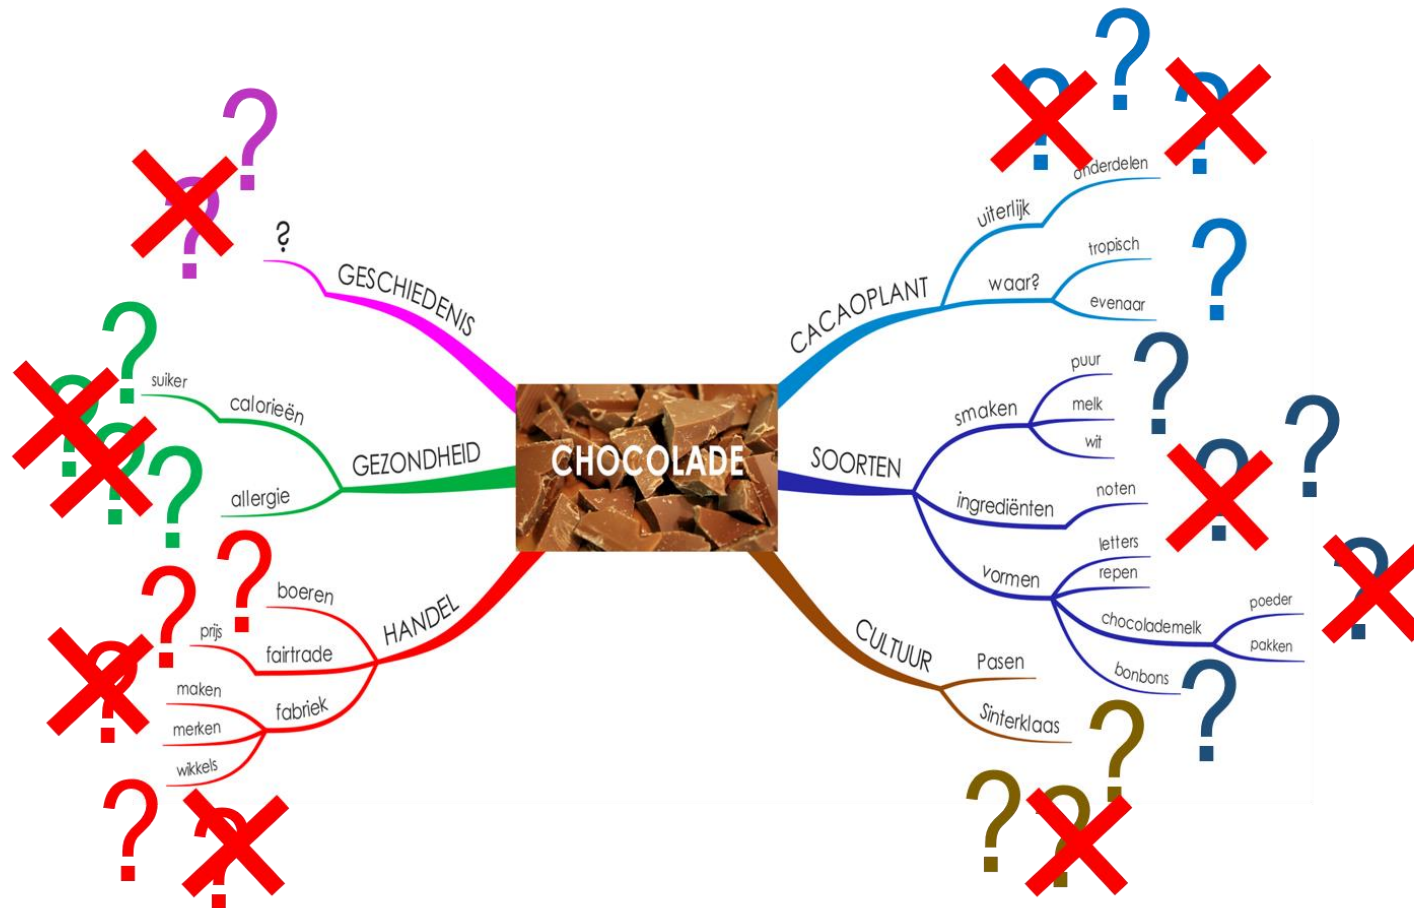 ?
?
?
?
?
?
GESCHIEDENIS
?
?
suiker
calorieën
?
?
GEZONDHEID
allergie
?
?
boeren
HANDEL
prijs
fairtrade
?
maken
fabriek
merken
wikkels
?
?
CHOCOLADE
onderdelen
uiterlijk
CACAOPLANT
waar?
tropisch
evenaar
?
SOORTEN
smaken
puur
melk
wit
?
?
ingrediënten
noten
?
vormen
letters
repen
chocolademelk
poeder
pakken
?
bonbons
?
CULTUUR
Pasen
Sinterklaas
?
?
?